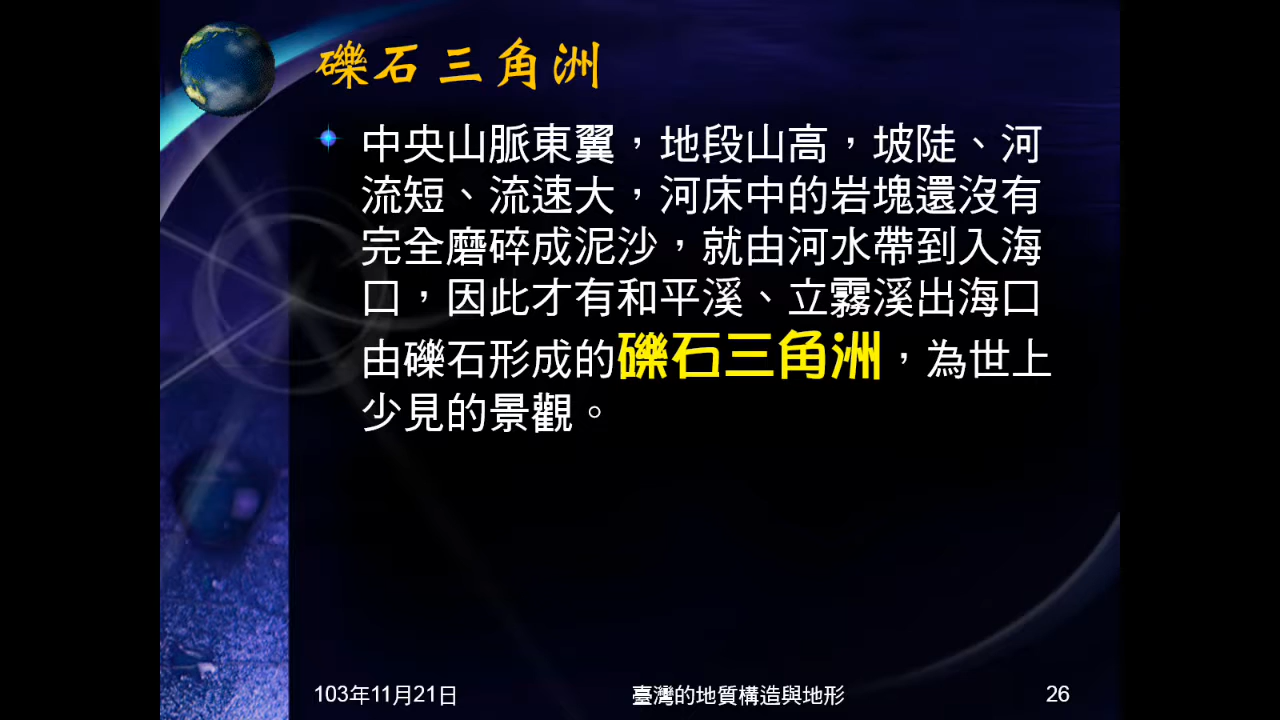 礫石三角洲
中央山脈東翼，地段山高，坡陡、河
流短、流速大，河床中的岩塊還沒有
完全磨碎成泥沙，就由河水帶到入海
口，因此才有和平溪、立霧溪出海口
由礫石形成的礫石三角洲，為世上
少見的景觀。
103年11月21日
臺灣的地質構造與地形
26